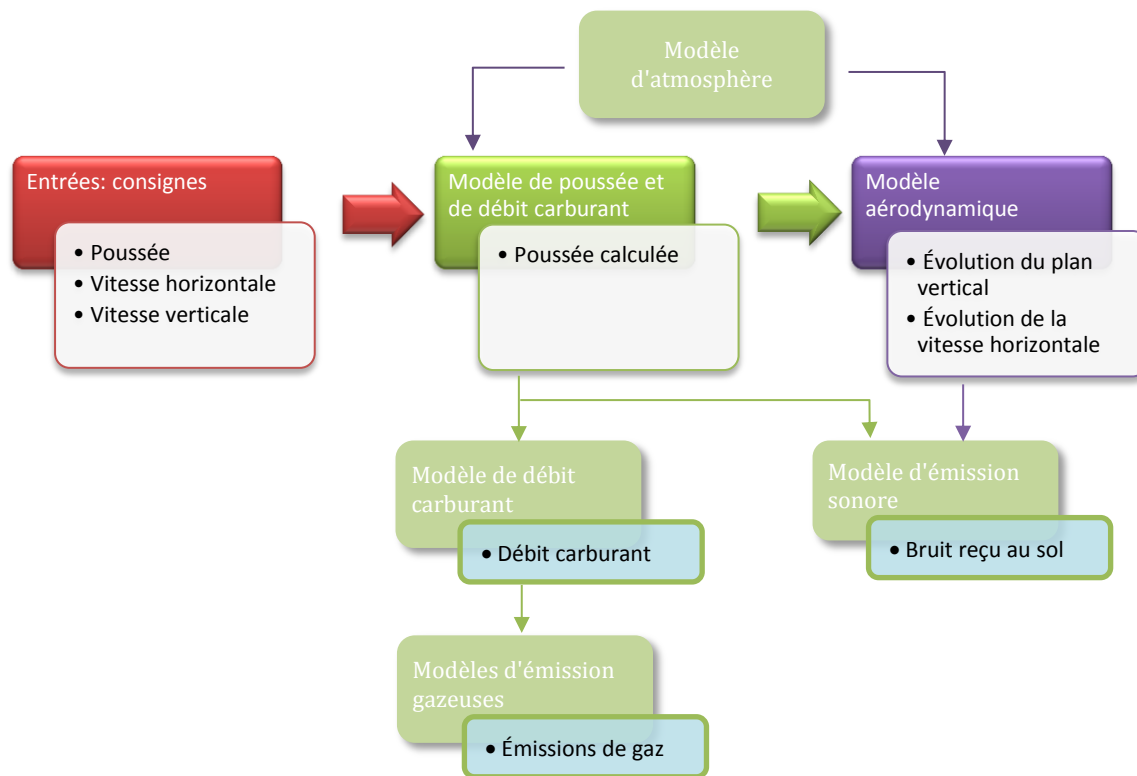 Modèle
d'atmosphère
Entrées: consignes
• Poussée
• Vitesse horizontale
• Vitesse verticale
Modèle de poussée et
de débit carburant
• Poussée calculée
Modèle
aérodynamique
• Évolution du plan
vertical
• Évolution de la
vitesse horizontale
Modèle de débit
carburant
• Débit carburant
Modèle d'émission
sonore
• Bruit reçu au sol
Modèles d'émission
gazeuses
• Émissions de gaz